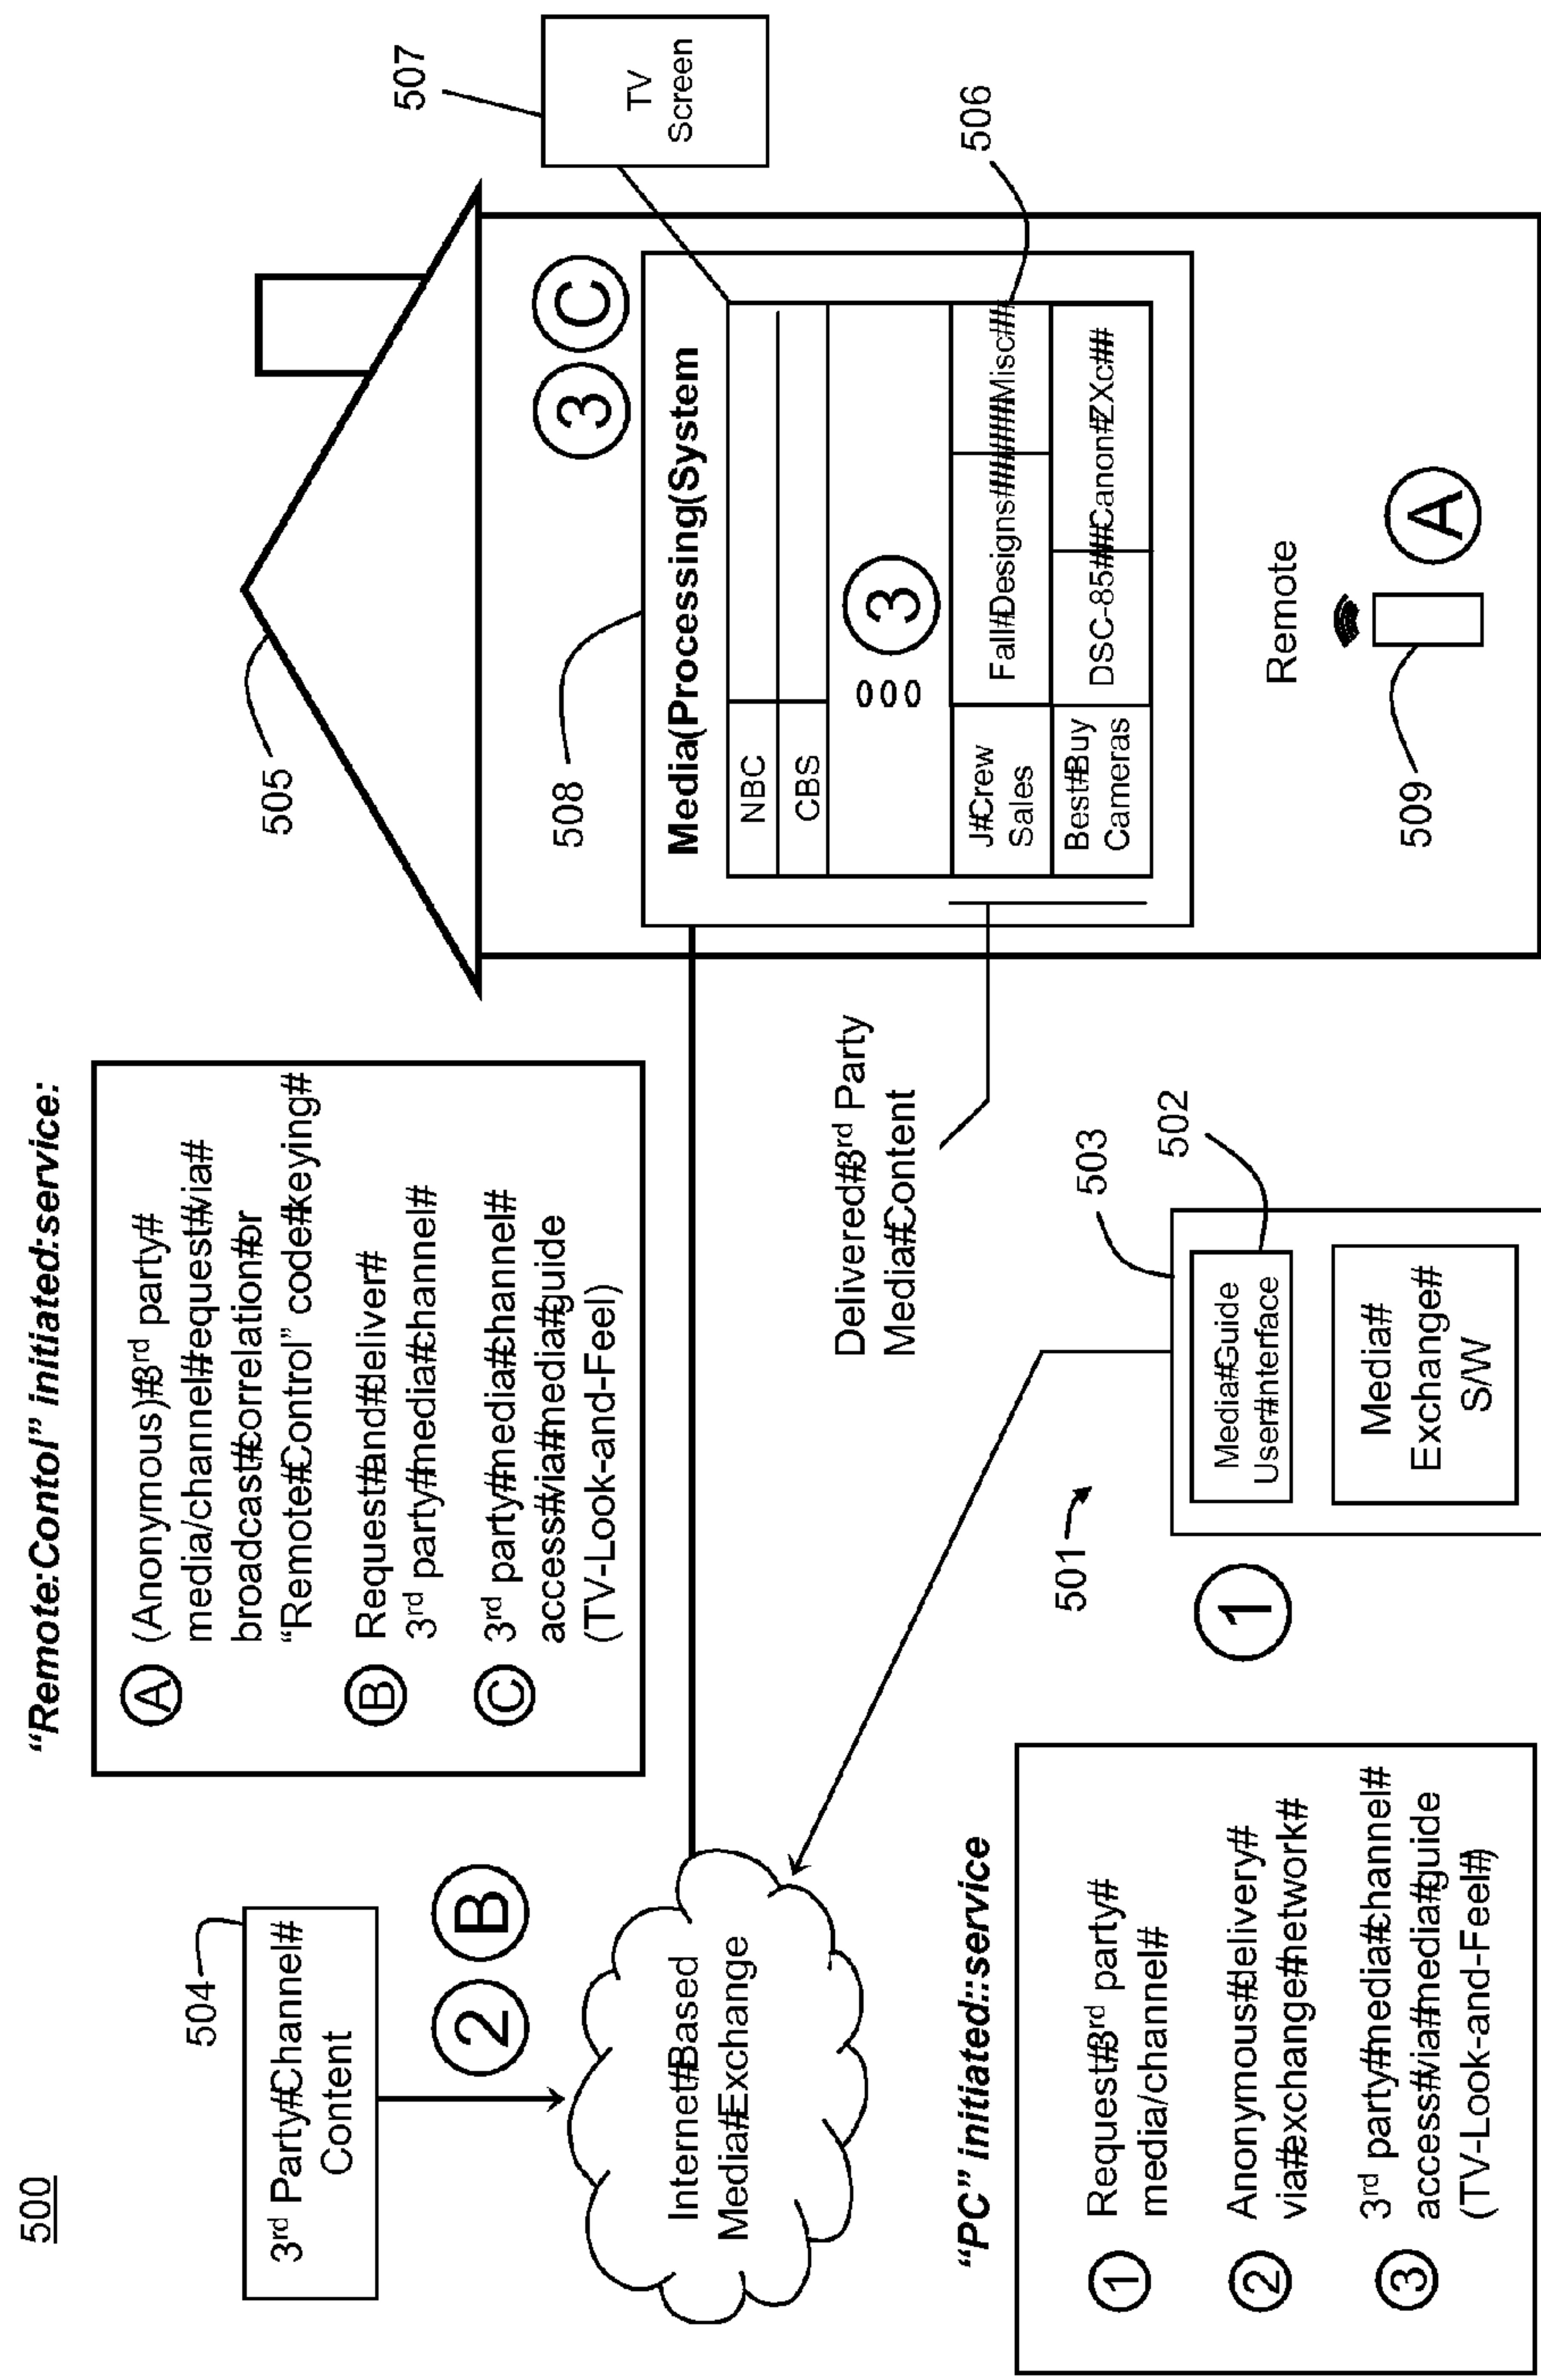 500
"Remote:Contol" initiated:service:
504
3rd Party#Channel#
Content
2
B
A
(Anonymous)#3rd party#
media/channel#request#via#
broadcast#correlation#or
"Remote#Control" code#keying#
B
Request#and#deliver#
3rd party#media#channel#
C
3rd party#media#channel#
access#via#media#guide
(TV-Look-and-Feel)
Internet#Based
Media#Exchange
505
507
TV
Screen
3
C
508
Media(Processing(System
NBC
CBS
000
3
506
J#Crew
Sales
Fall#Designs########Misc###
Best#Buy
Cameras
DSC-85###Canon#ZXc###
Delivered#3rd Party
Media#Content
Remote
509
A
"PC" initiated::service
1
Request#3rd party#
media/channel#
2
Anonymous#delivery#
via#exchange#network#
3
3rd party#media#channel#
access#via#media#guide
(TV-Look-and-Feel#)
501
1
503
502
Media#Guide
User#Interface
Media#
Exchange#
S/W